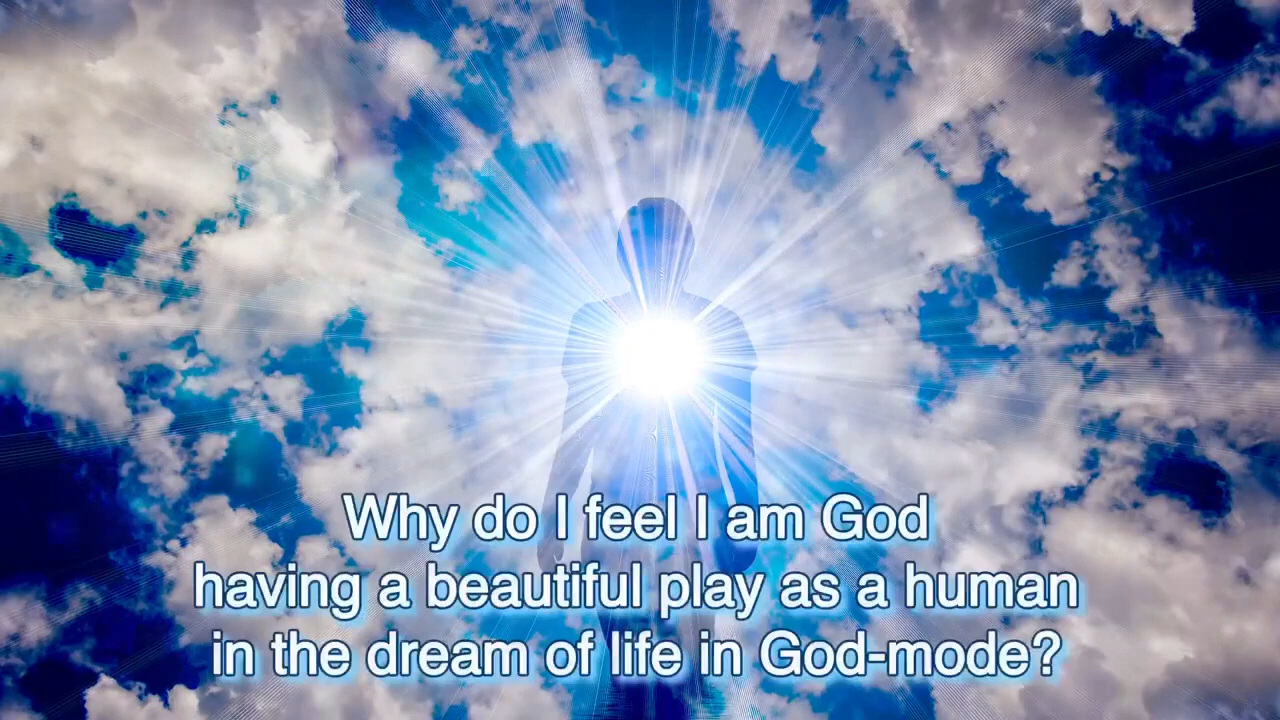 Why do I feel I am God
having a beautiful play as a human
in the dream of life in God-mode?